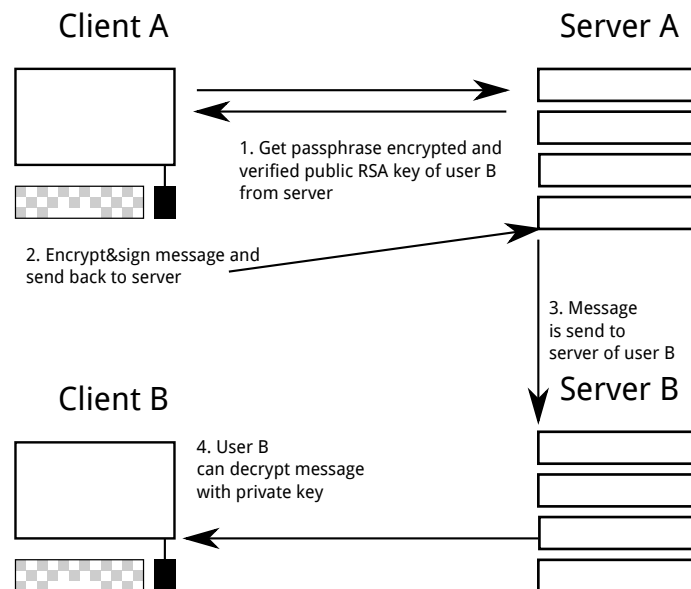 Client A
Server A
1. Get passphrase encrypted and
verified public RSA key of user B
from server
2. Encrypt&sign message and
send back to server
3. Message
is send to
server of user B
Client B
Server B
4. User B
can decrypt message
with private key